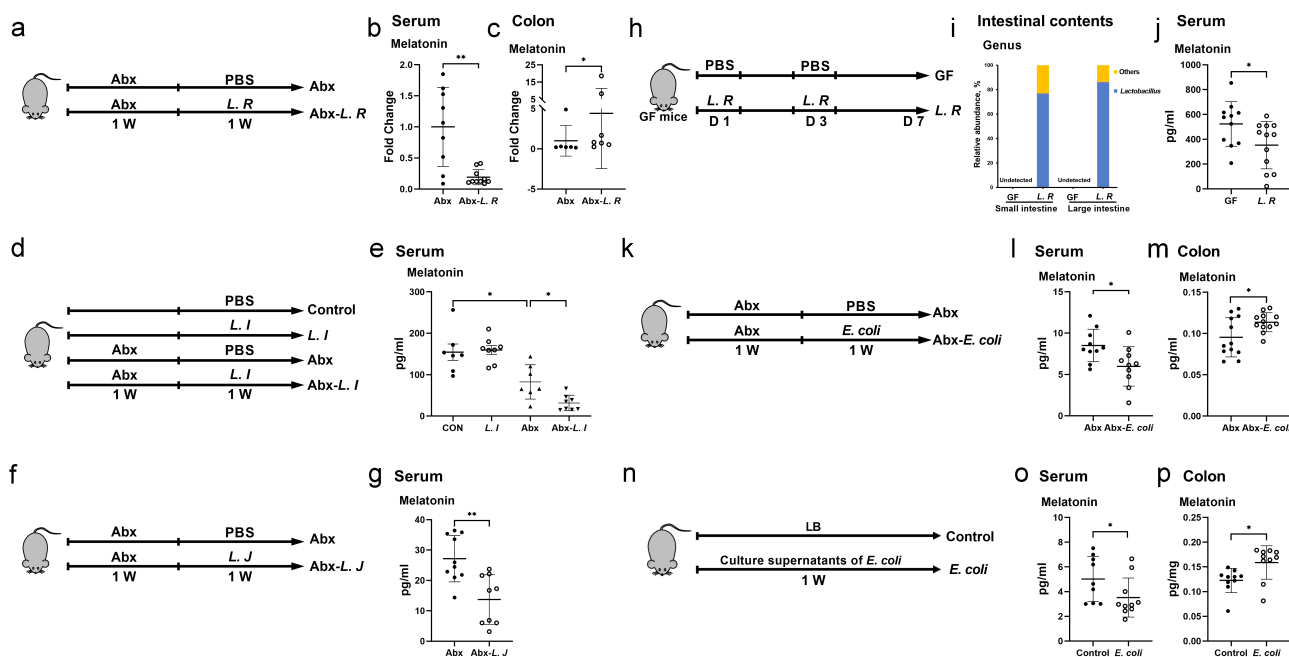 a
Abx
PBS
Abx
Abx
L. R
Abx-L. R
1 W
1 W
b
Serum
Melatonin
**
Fold Change
2.0
1.5
1.0
0.5
0.0
Abx
Abx-L. R
c
Colon
Melatonin
*
Fold Change
25
15
5
5
0
-5
Abx
Abx-L. R
h
PBS
PBS
GF
L. R
L. R
L. R
GF mice
D 1
D 3
D 7
i
Intestinal contents
Genus
Relative abundance, %
100
80
60
40
20
0
Others
Lactobacillus
Undetected
Undetected
GF
L. R
GF
L. R
Small intestine
Large intestine
j
Serum
Melatonin
*
pg/ml
1000
800
600
400
200
0
GF
L. R
d
PBS
Control
L. I
L. I
Abx
PBS
Abx
Abx
L. I
Abx-L. I
1 W
1 W
e
Serum
Melatonin
*
*
pg/ml
300
200
100
0
CON
L. I
Abx
Abx-L. I
k
Abx
PBS
Abx
Abx
E. coli
Abx-E. coli
1 W
1 W
l
Serum
Melatonin
*
pg/ml
15
10
5
0
Abx
Abx-E. coli
m
Colon
Melatonin
*
pg/mg
0.15
0.10
0.05
0.00
Abx
Abx-E. coli
f
Abx
PBS
Abx
Abx
L. J
Abx-L. J
1 W
1 W
g
Serum
Melatonin
**
pg/ml
40
30
20
10
0
Abx
Abx-L. J
n
LB
Control
Culture supernatants of E. coli
E. coli
1 W
o
Serum
Melatonin
*
pg/ml
10
8
6
4
2
0
Control
E. coli
p
Colon
Melatonin
*
pg/mg
0.25
0.20
0.15
0.10
0.05
0.00
Control
E. coli